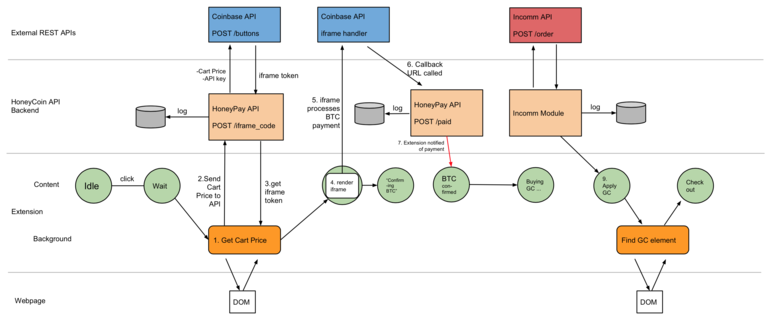 Coinbase API
POST /buttons
Coinbase API
iframe handler
Incomm API
POST /order
External REST APIs
-Cart Price
-API key
iframe token
6. Callback
URL called
5. iframe
processes
BTC
payment
HoneyCoin API
Backend
log
HoneyPay API
POST /iframe_code
log
HoneyPay API
POST /paid
Incomm Module
log
7. Extension notified
of payment
Content
Extension
Background
Idle
click
Wait
2.Send
Cart
Price to
API
3.get
iframe
token
4. render
iframe
"Confirm
-ing
BTC"
BTC
con-
firmed
Buying
GC ...
9.
Apply
GC
Check
out
1. Get Cart Price
Find GC element
Webpage
DOM
DOM